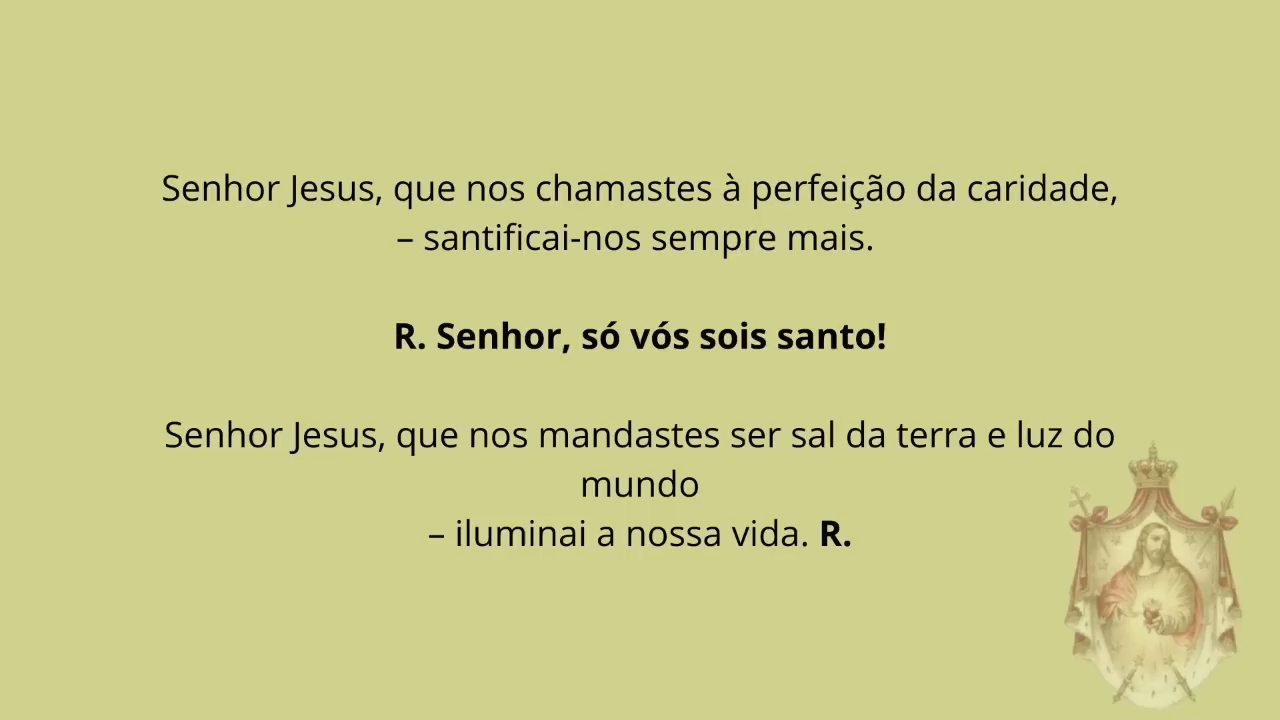 Senhor Jesus, que nos chamastes à perfeição da caridade,
– santificai-nos sempre mais.
R. Senhor, só vós sois santo!
Senhor Jesus, que nos mandastes ser sal da terra e luz do
mundo
– iluminai a nossa vida. R.